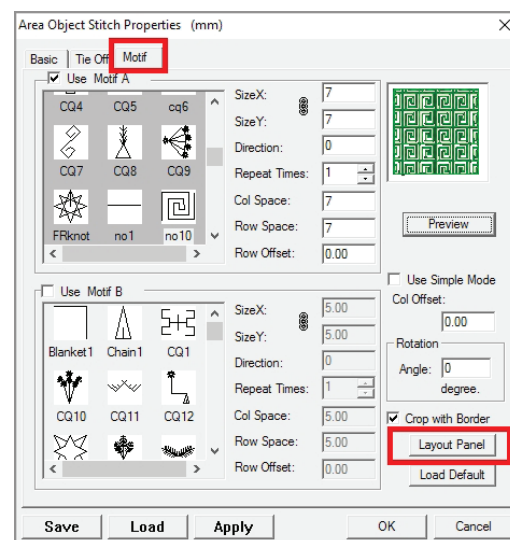 Area Object Stitch Properties (mm)
Basic Tie Off Motif
Use Motif A
CQ4 CQ5 cq6
CQ7 CQ8 CQ9
FRknot no1 no10
SizeX: 7
SizeY: 7
Direction: 0
Repeat Times: 1
Col Space: 7
Row Space: 7
Row Offset: 0.00
Preview
Use Motif B
Blanket1 Chain1 CQ1
CQ10 CQ11 CQ12
SizeX: 5.00
SizeY: 5.00
Direction: 0
Repeat Times: 1
Col Space: 5.00
Row Space: 5.00
Row Offset: 0.00
Use Simple Mode
Col Offset:
0.00
Rotation
Angle: 0
degree.
Crop with Border
Layout Panel
Load Default
Save Load Apply OK Cancel